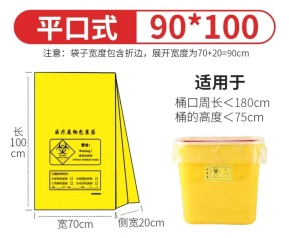 平口式 90*100
注意：袋子宽度包含折边，展开宽度为70+20=90cm
适用于
桶口周长＜180cm
桶的高度＜75cm
长
100
cm
医疗废物包装袋
警告!
Warning!
宽70cm
侧宽20cm